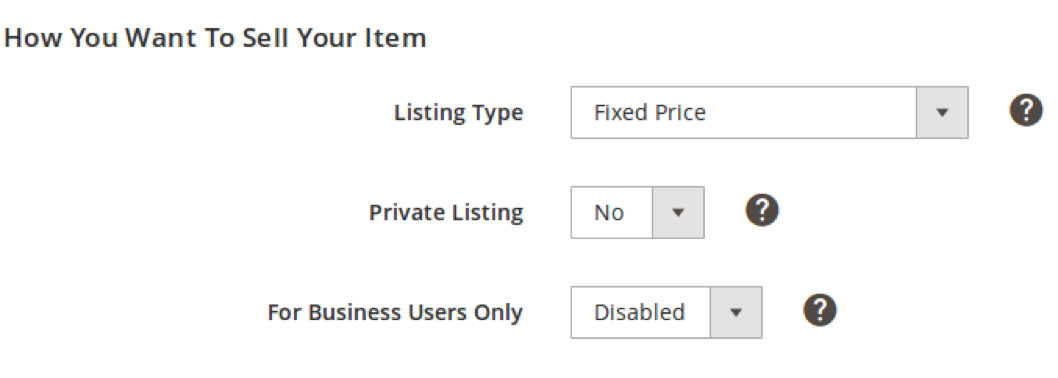 How You Want To Sell Your Item
Listing Type Fixed Price ?
Private Listing No ?
For Business Users Only Disabled ?